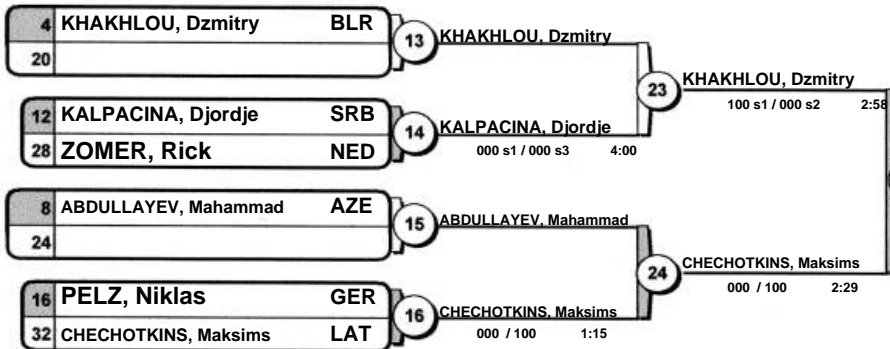 4 KHAKHLOU, Dzmitry BLR
20
13 KHAKHLOU, Dzmitry
12 KALPACINA, Djordje SRB
28 ZOMER, Rick NED
14 KALPACINA, Djordje
000 s1 / 000 s3 4:00
23 KHAKHLOU, Dzmitry
100 s1 / 000 s2 2:58
8 ABDULLAYEV, Mahammad AZE
24
15 ABDULLAYEV, Mahammad
16 PELZ, Niklas GER
32 CHECHOTKINS, Maksims LAT
16 CHECHOTKINS, Maksims
000 / 100 1:15
24 CHECHOTKINS, Maksims
000 / 100 2:29